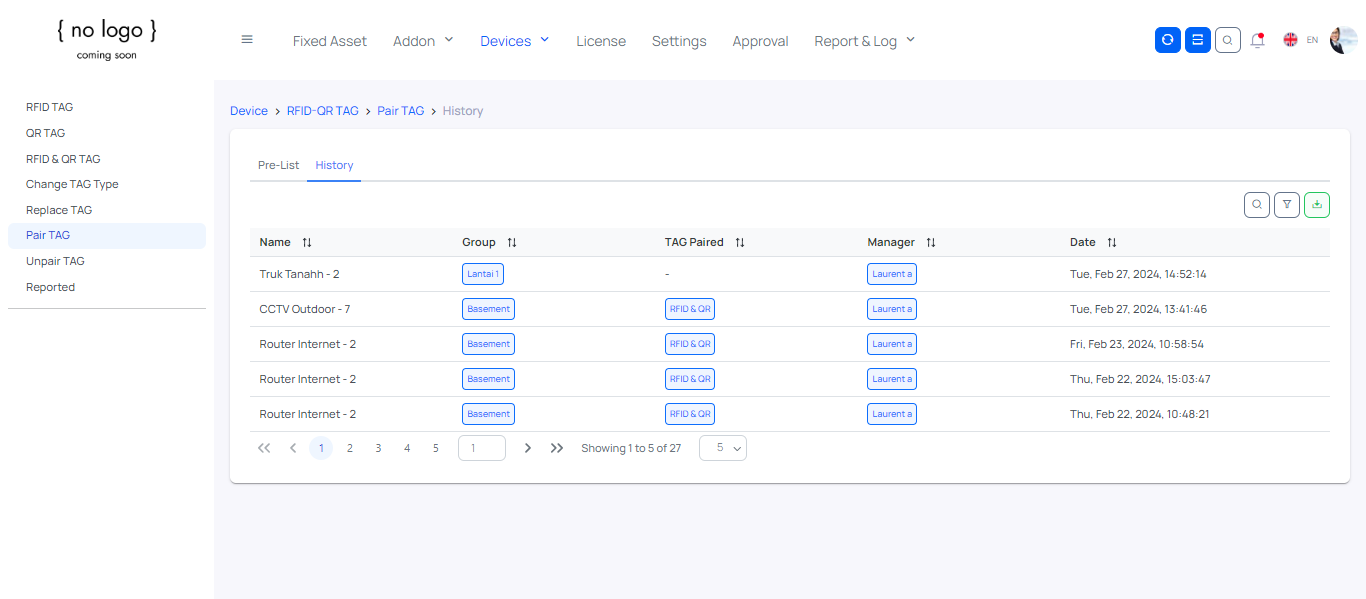 { no logo }
coming soon
Fixed Asset Addon Devices License Settings Approval Report & Log EN
RFID TAG
QR TAG
RFID & QR TAG
Change TAG Type
Replace TAG
Pair TAG
Unpair TAG
Reported
Device > RFID-QR TAG > Pair TAG > History
Pre-List History
Name Group TAG Paired Manager Date
Truk Tanahh - 2 Lantai 1 - Laurent a Tue, Feb 27, 2024, 14:52:14
CCTV Outdoor - 7 Basement RFID & QR Laurent a Tue, Feb 27, 2024, 13:41:46
Router Internet - 2 Basement RFID & QR Laurent a Fri, Feb 23, 2024, 10:58:54
Router Internet - 2 Basement RFID & QR Laurent a Thu, Feb 22, 2024, 15:03:47
Router Internet - 2 Basement RFID & QR Laurent a Thu, Feb 22, 2024, 10:48:21
1 2 3 4 5 1 Showing 1 to 5 of 27 5